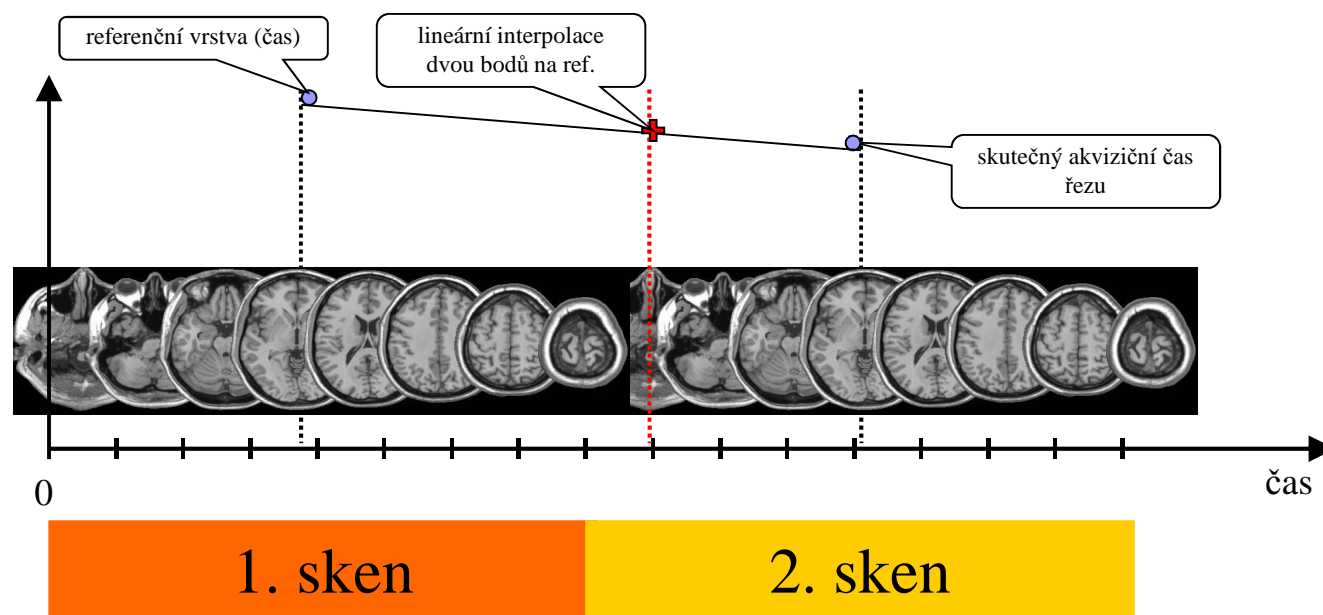 referenční vrstva (čas)
lineární interpolace
dvou bodů na ref.
skutečný akviziční čas
řezu
0
čas
1. sken
2. sken